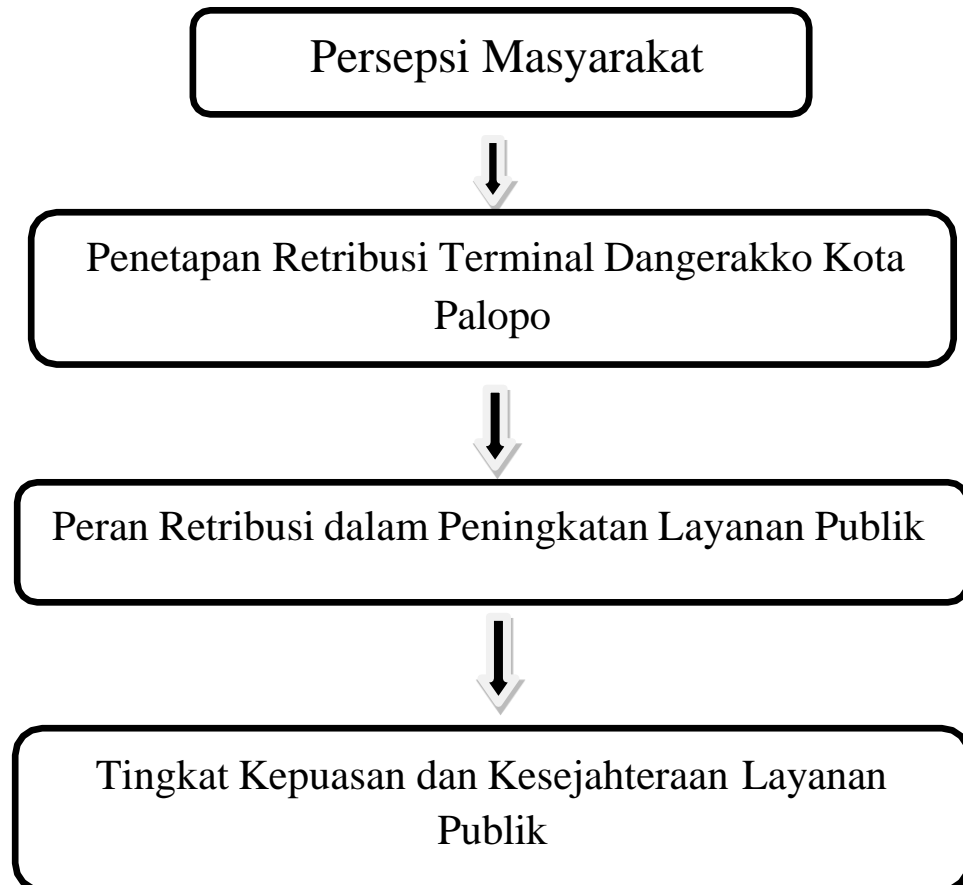 Persepsi Masyarakat
Penetapan Retribusi Terminal Dangerakko Kota
Palopo
Peran Retribusi dalam Peningkatan Layanan Publik
Tingkat Kepuasan dan Kesejahteraan Layanan
Publik